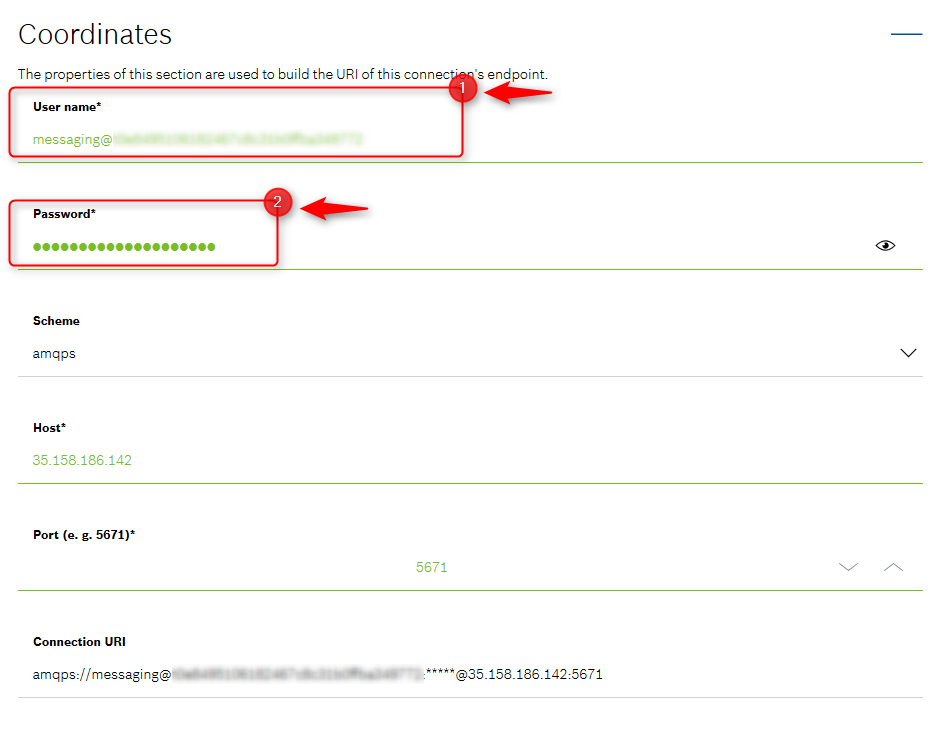 Coordinates
The properties of this section are used to build the URI of this connection's endpoint.
1
User name*
messaging@
2
Password*
Scheme
amqps
Host*
35.158.186.142
Port (e. g. 5671)*
5671
Connection URI
amqps://messaging@ :*****@35.158.186.142:5671